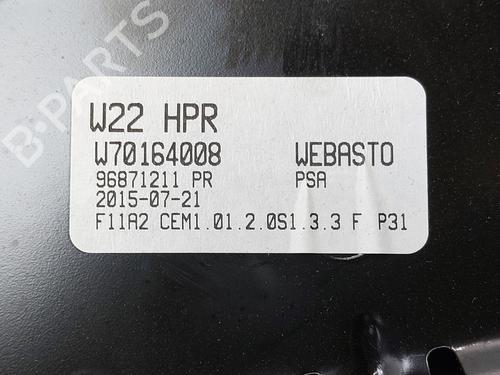 B-PARTS
W22 HPR
W70164008 WEBASTO
96871211 PR PSA
2015-07-21
F11A2 CEM1.01.2.0S1.3.3 F P31